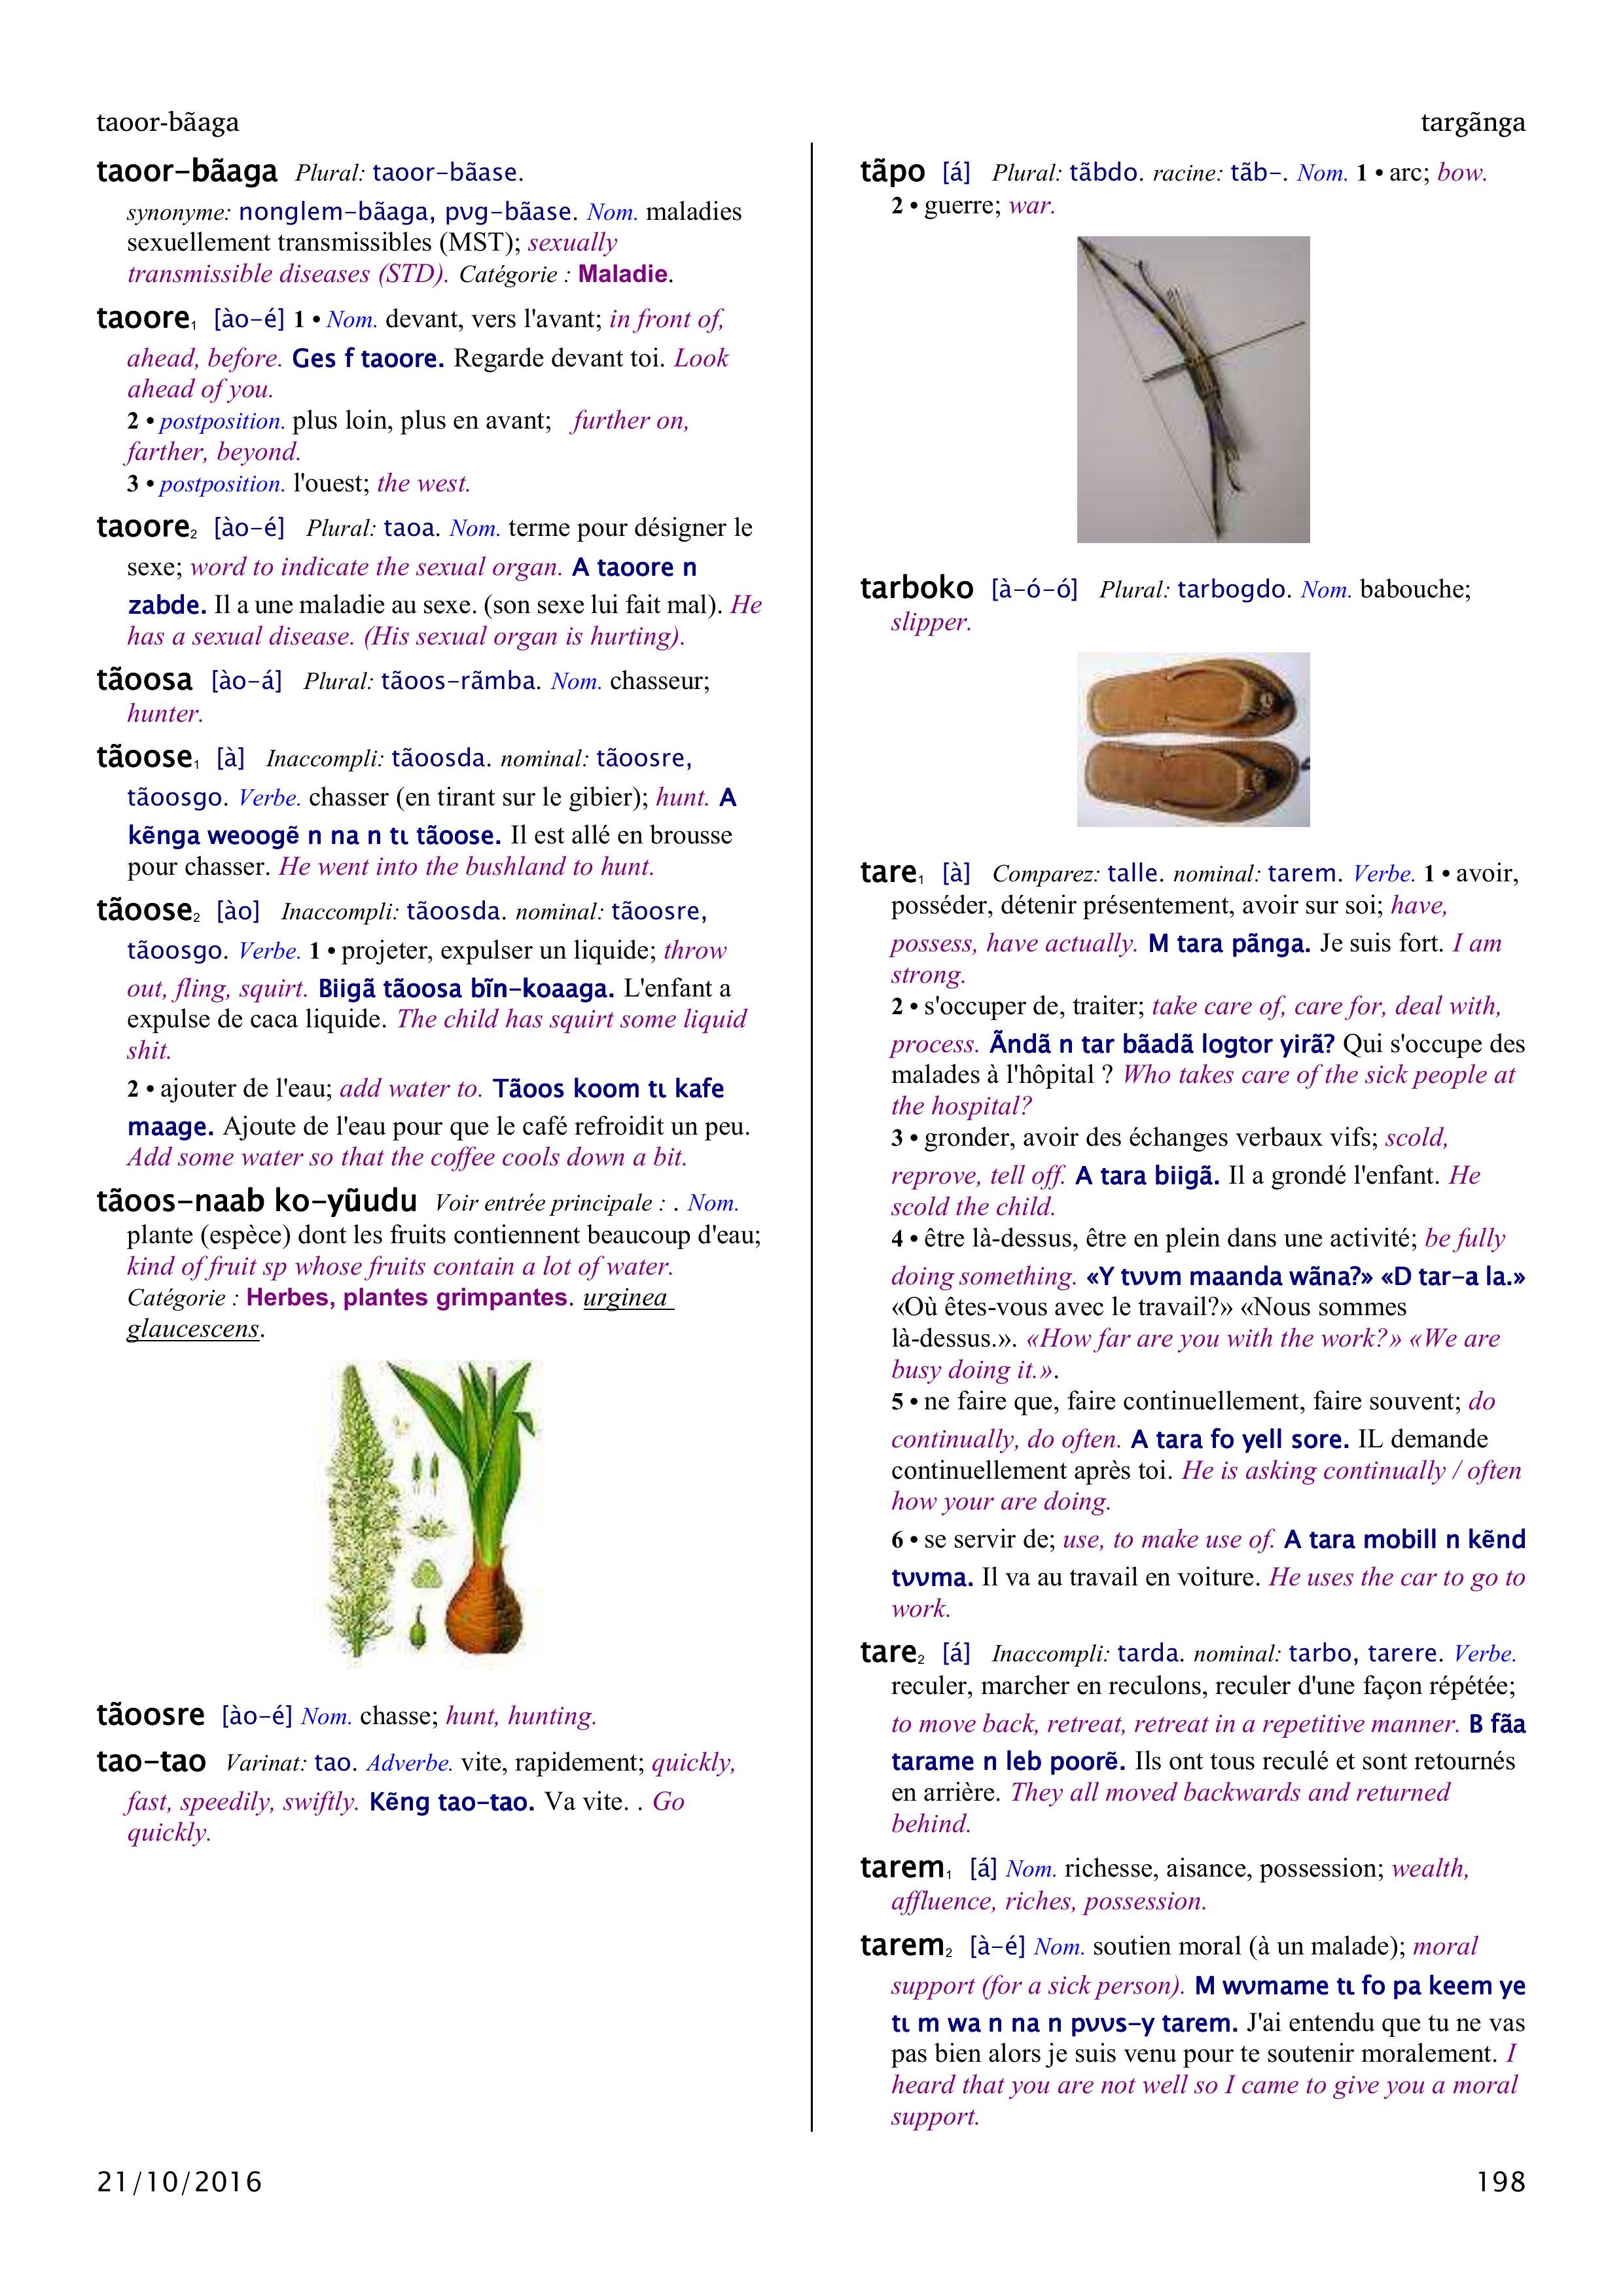 taoor-bãaga
targãnga
taoor–bãaga Plural: taoor–bãase.
synonyme: nonglem–bãaga, pʋg–bãase. Nom. maladies
sexuellement transmissibles (MST); sexually
transmissible diseases (STD). Catégorie : Maladie.
taoore₁ [ào–é] 1 • Nom. devant, vers l'avant; in front of,
ahead, before. Ges f taoore. Regarde devant toi. Look
ahead of you.
2 • postposition. plus loin, plus en avant; further on,
farther, beyond.
3 • postposition. l'ouest; the west.
taoore₂ [ào–é] Plural: taoa. Nom. terme pour désigner le
sexe; word to indicate the sexual organ. A taoore n
zabde. Il a une maladie au sexe. (son sexe lui fait mal). He
has a sexual disease. (His sexual organ is hurting).
tãoosa [ào–á] Plural: tãoos–rãmba. Nom. chasseur;
hunter.
tãoose₁ [à] Inaccompli: tãoosda. nominal: tãoosre,
tãoosgo. Verbe. chasser (en tirant sur le gibier); hunt. A
kẽnga weoogẽ n na n tɩ tãoose. Il est allé en brousse
pour chasser. He went into the bushland to hunt.
tãoose₂ [ào] Inaccompli: tãoosda. nominal: tãoosre,
tãoosgo. Verbe. 1 • projeter, expulser un liquide; throw
out, fling, squirt. Biigã tãoosa bĩn–koaaga. L'enfant a
expulse de caca liquide. The child has squirt some liquid
shit.
2 • ajouter de l'eau; add water to. Tãoos koom tɩ kafe
maage. Ajoute de l'eau pour que le café refroidit un peu.
Add some water so that the coffee cools down a bit.
tãoos–naab ko–yũudu Voir entrée principale : . Nom.
plante (espèce) dont les fruits contiennent beaucoup d'eau;
kind of fruit sp whose fruits contain a lot of water.
Catégorie : Herbes, plantes grimpantes. urginea
glaucescens.
tãoosre [ào–é] Nom. chasse; hunt, hunting.
tao–tao Varinat: tao. Adverbe. vite, rapidement; quickly,
fast, speedily, swiftly. Kẽng tao–tao. Va vite. . Go
quickly.
tãpo [á] Plural: tãbdo. racine: tãb–. Nom. 1 • arc; bow.
2 • guerre; war.
tarboko [à–ó–ó] Plural: tarbogdo. Nom. babouche;
slipper.
tare₁ [à] Comparez: talle. nominal: tarem. Verbe. 1 • avoir,
posséder, détenir présentement, avoir sur soi; have,
possess, have actually. M tara pãnga. Je suis fort. I am
strong.
2 • s'occuper de, traiter; take care of, care for, deal with,
process. Ãndã n tar bãadã logtor yirã? Qui s'occupe des
malades à l'hôpital ? Who takes care of the sick people at
the hospital?
3 • gronder, avoir des échanges verbaux vifs; scold,
reprove, tell off. A tara biigã. Il a grondé l'enfant. He
scold the child.
4 • être là-dessus, être en plein dans une activité; be fully
doing something. «Y tʋʋm maanda wãna?» «D tar–a la.»
«Où êtes-vous avec le travail?» «Nous sommes
là-dessus.». «How far are you with the work?» «We are
busy doing it.».
5 • ne faire que, faire continuellement, faire souvent; do
continually, do often. A tara fo yell sore. IL demande
continuellement après toi. He is asking continually / often
how your are doing.
6 • se servir de; use, to make use of. A tara mobill n kẽnd
tʋʋma. Il va au travail en voiture. He uses the car to go to
work.
tare₂ [á] Inaccompli: tarda. nominal: tarbo, tarere. Verbe.
reculer, marcher en reculons, reculer d'une façon répétée;
to move back, retreat, retreat in a repetitive manner. B fãa
tarame n leb poorẽ. Ils ont tous reculé et sont retournés
en arrière. They all moved backwards and returned
behind.
tarem₁ [á] Nom. richesse, aisance, possession; wealth,
affluence, riches, possession.
tarem₂ [à–é] Nom. soutien moral (à un malade); moral
support (for a sick person). M wʋmame tɩ fo pa keem ye
tɩ m wa n na n pʋʋs–y tarem. J'ai entendu que tu ne vas
pas bien alors je suis venu pour te soutenir moralement. I
heard that you are not well so I came to give you a moral
support.
21/10/2016
198